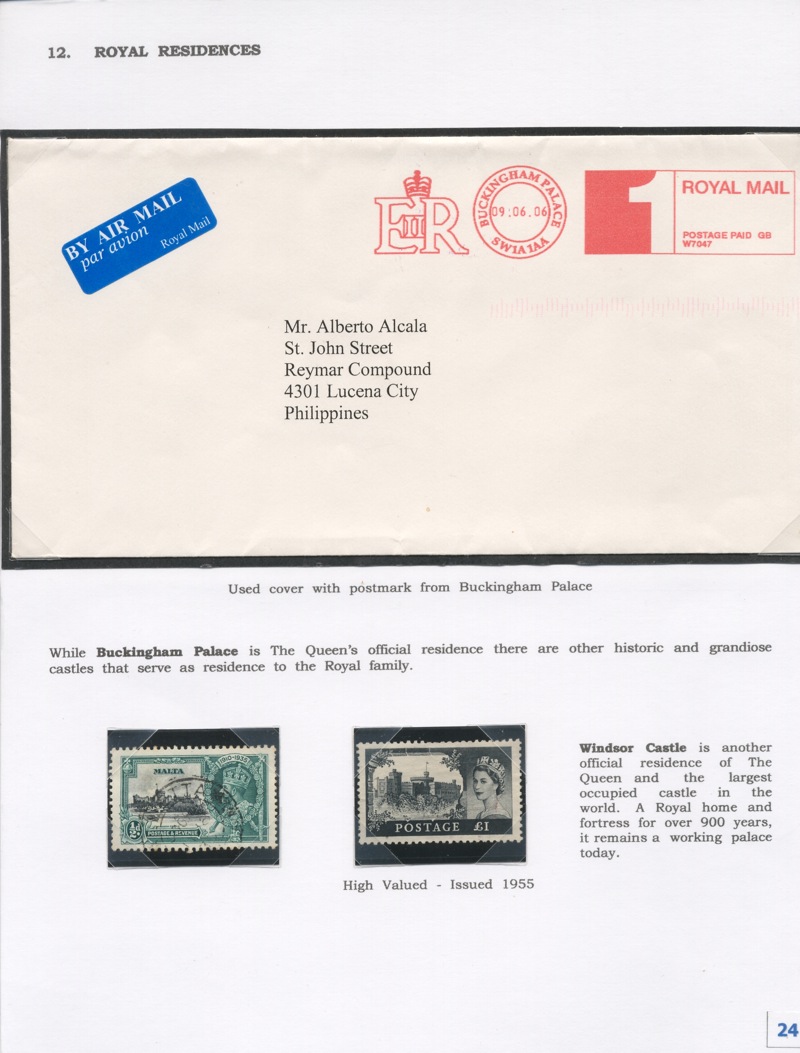 12. ROYAL RESIDENCES
BY AIR MAIL
par avion
Royal Mail
EIIR
BUCKINGHAM PALACE
09:06.06
SW1A 1AA
1
ROYAL MAIL
POSTAGE PAID GB
W7047
Mr. Alberto Alcala
St. John Street
Reymar Compound
4301 Lucena City
Philippines
Used cover with postmark from Buckingham Palace
While Buckingham Palace is The Queen's official residence there are other historic and grandiose
castles that serve as residence to the Royal family.
1910-1935
MALTA
½d
POSTAGE & REVENUE
POSTAGE £1
High Valued - Issued 1955
Windsor Castle is another
official residence of The
Queen and the largest
occupied castle in the
world. A Royal home and
fortress for over 900 years,
it remains a working palace
today.
24